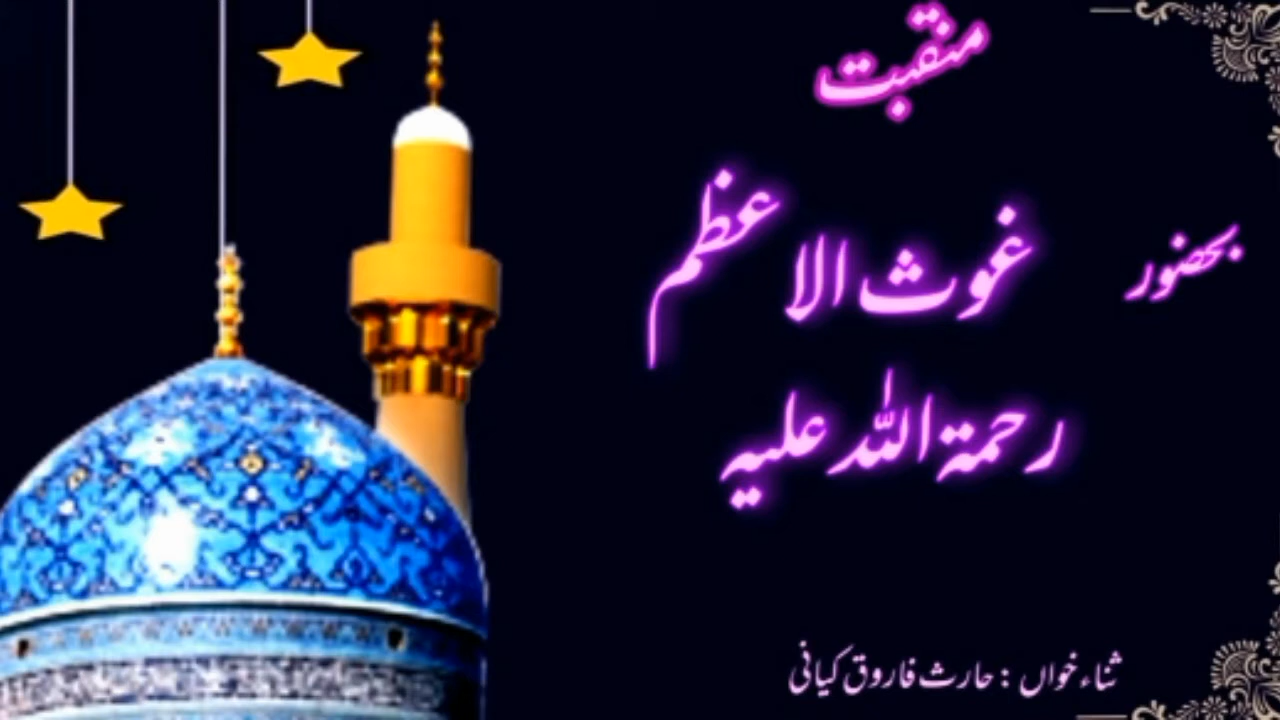 منقبت
بحضور غوث الاعظم
رحمۃ اللہ علیہ
ثناء خواں : حارث فاروق کیانی